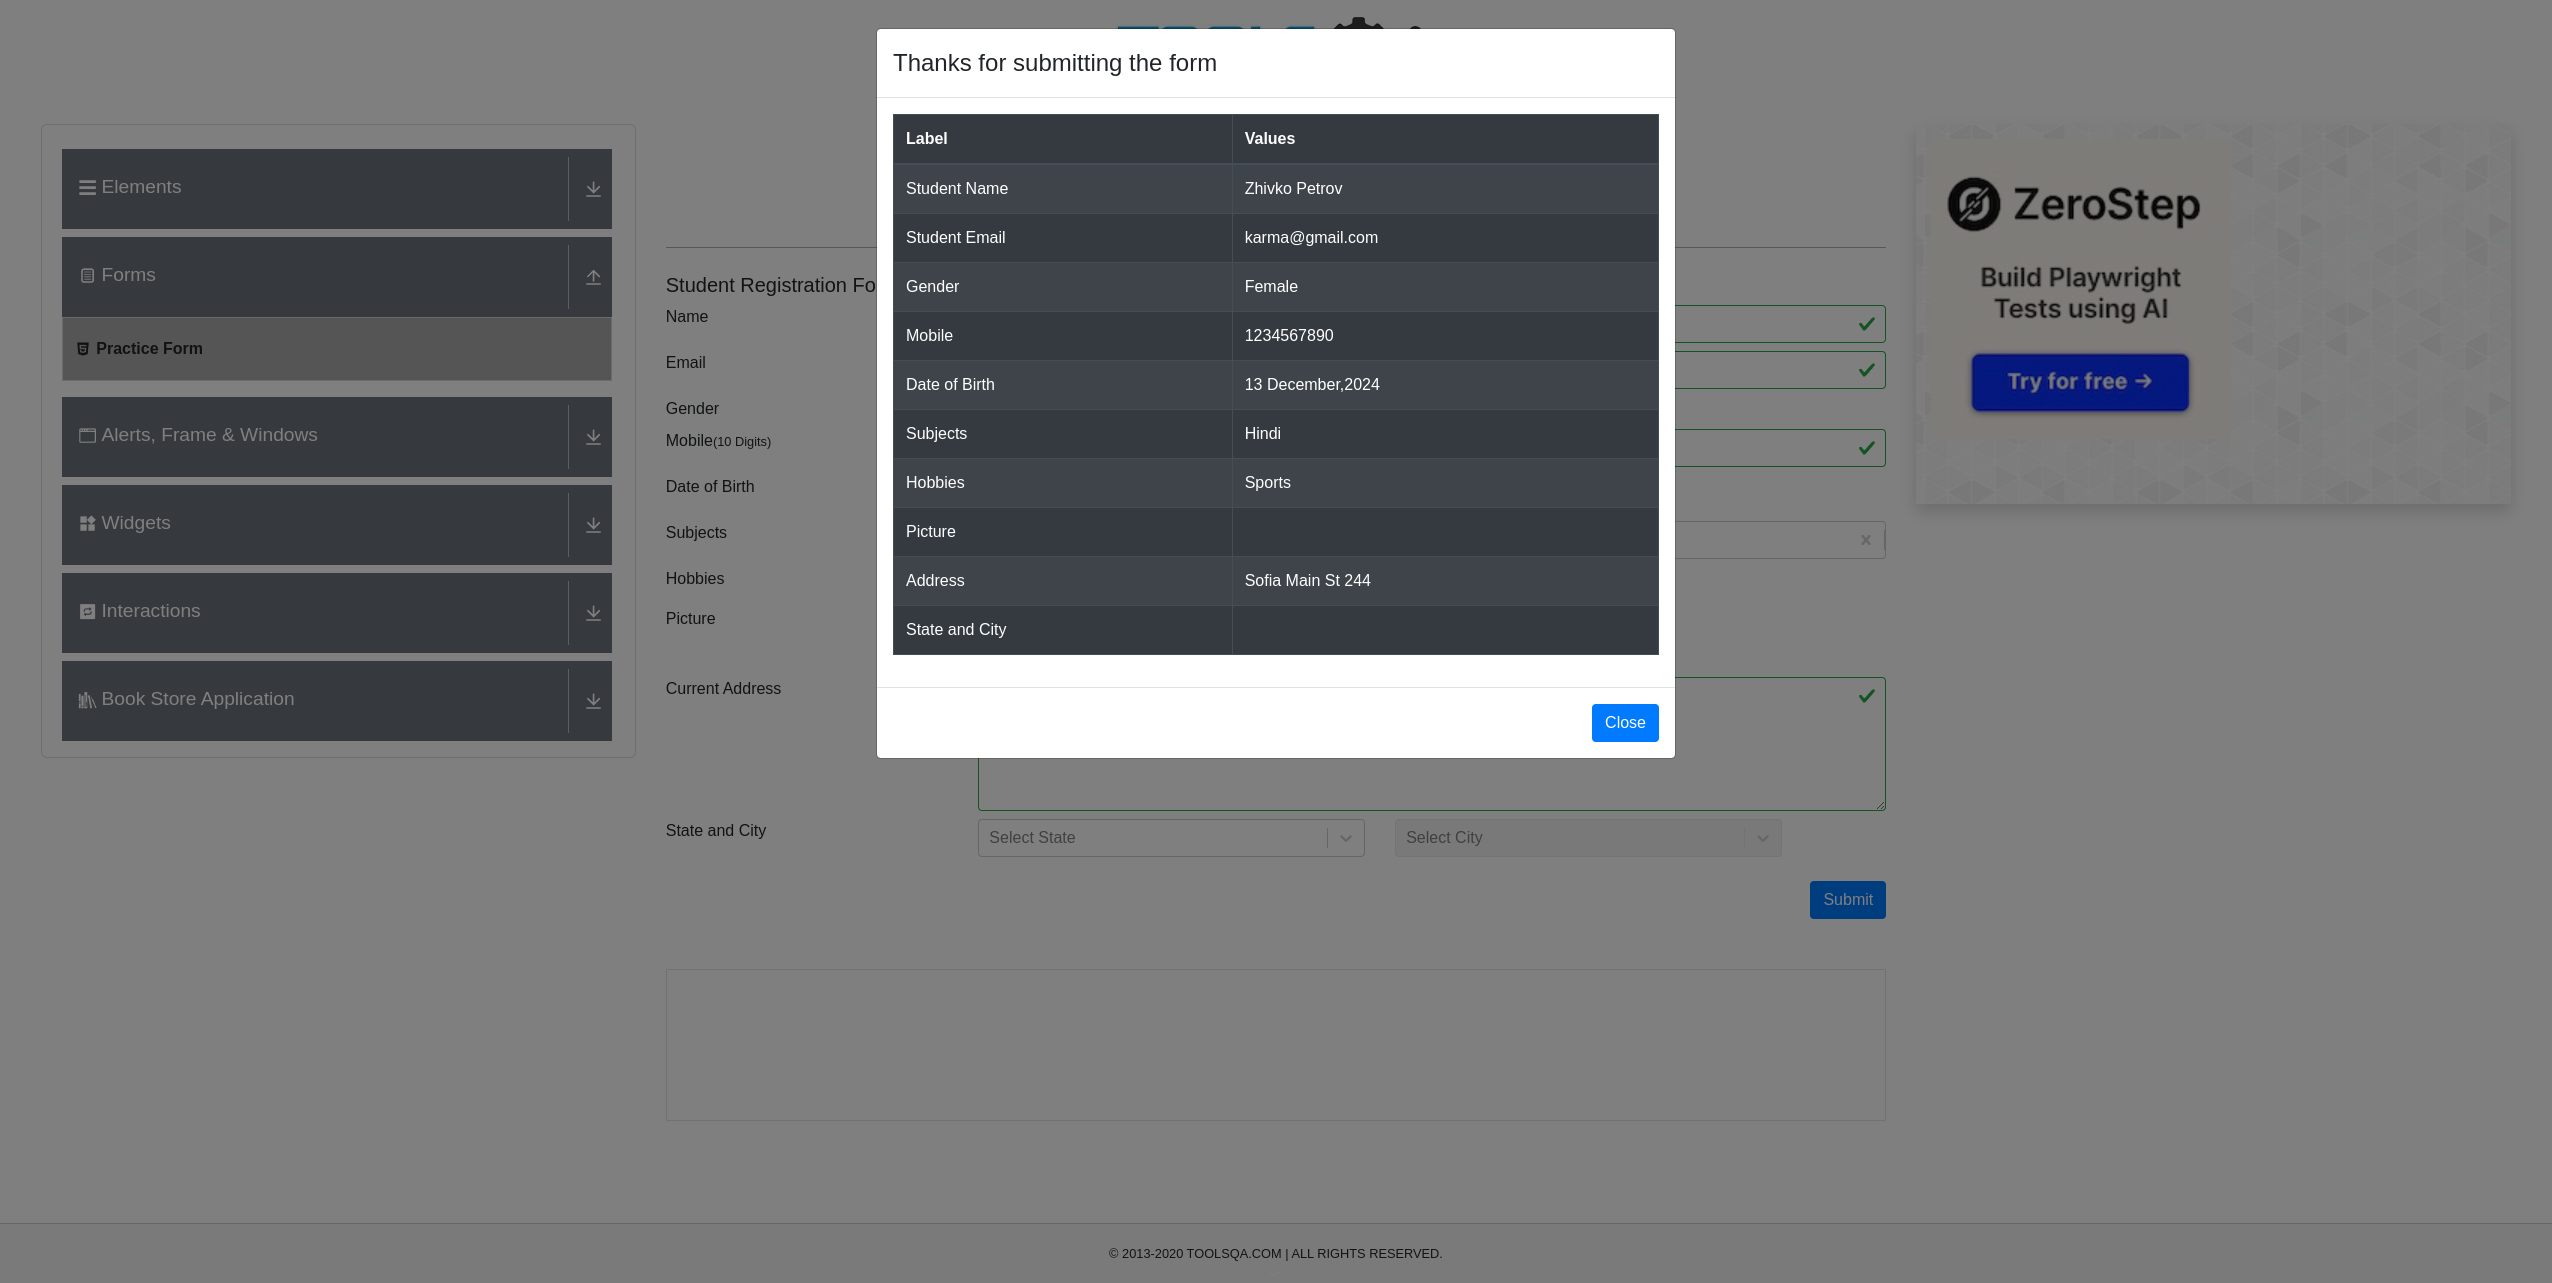 Thanks for submitting the form
Label Values
Student Name Zhivko Petrov
Student Email karma@gmail.com
Gender Female
Mobile 1234567890
Date of Birth 13 December,2024
Subjects Hindi
Hobbies Sports
Picture
Address Sofia Main St 244
State and City
Close
Elements
Forms
Practice Form
Alerts, Frame & Windows
Widgets
Interactions
Book Store Application
Student Registration Fo
Name
Email
Gender
Mobile(10 Digits)
Date of Birth
Subjects
Hobbies
Picture
Current Address
State and City
Select State
Select City
Submit
ZeroStep
Build Playwright
Tests using AI
Try for free →
© 2013-2020 TOOLSQA.COM | ALL RIGHTS RESERVED.